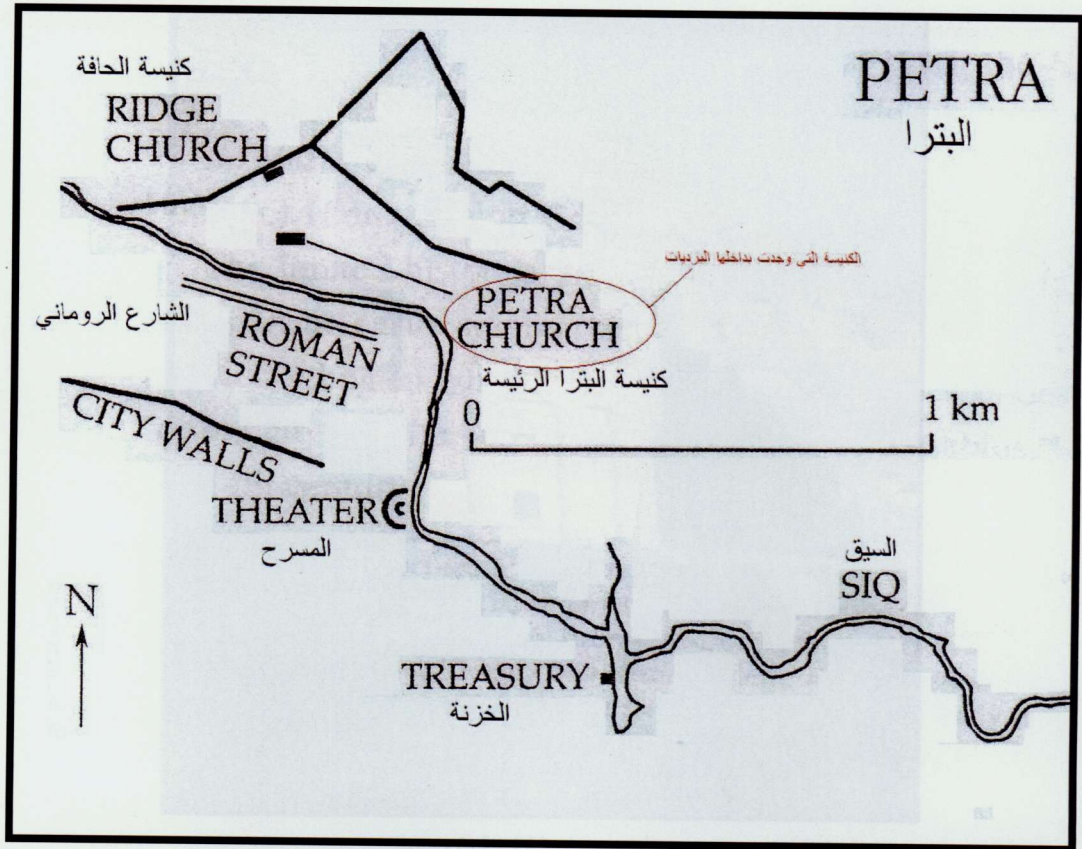 PETRA
البترا
كنيسة الحافة
RIDGE
CHURCH
الكنيسة التي وجدت بداخلها البرديات
PETRA
CHURCH
كنيسة البترا الرئيسة
الشارع الروماني
ROMAN
STREET
CITY WALLS
0 1 km
THEATER
المسرح
السيق
SIQ
N
TREASURY
الخزنة